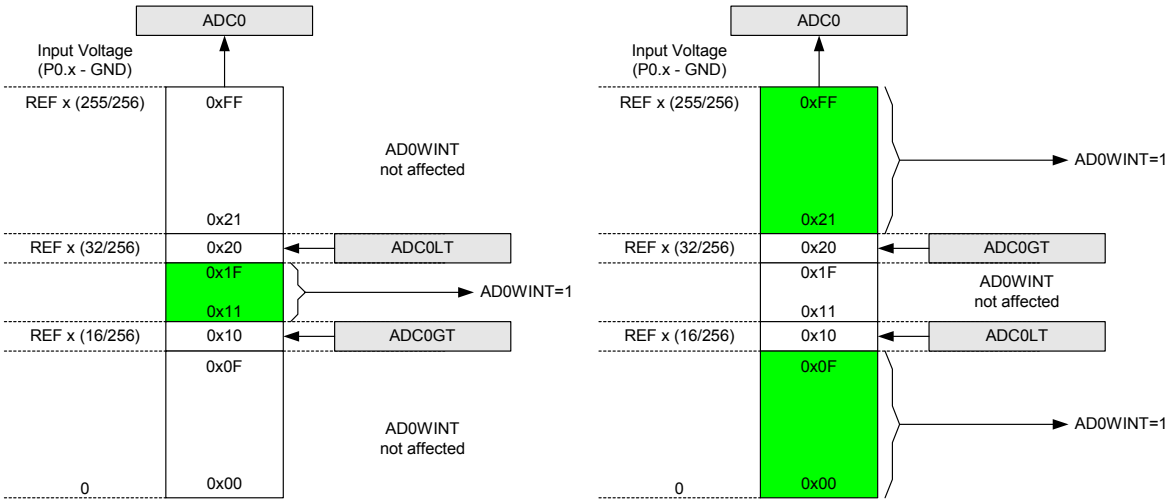 ADC0
Input Voltage
(P0.x - GND)
REF x (255/256)
0xFF
AD0WINT
not affected
0x21
REF x (32/256)
0x20
ADC0LT
0x1F
AD0WINT=1
0x11
REF x (16/256)
0x10
ADC0GT
0x0F
AD0WINT
not affected
0x00
0
ADC0
Input Voltage
(P0.x - GND)
REF x (255/256)
0xFF
AD0WINT=1
0x21
REF x (32/256)
0x20
ADC0GT
0x1F
AD0WINT
not affected
0x11
REF x (16/256)
0x10
ADC0LT
0x0F
AD0WINT=1
0x00
0